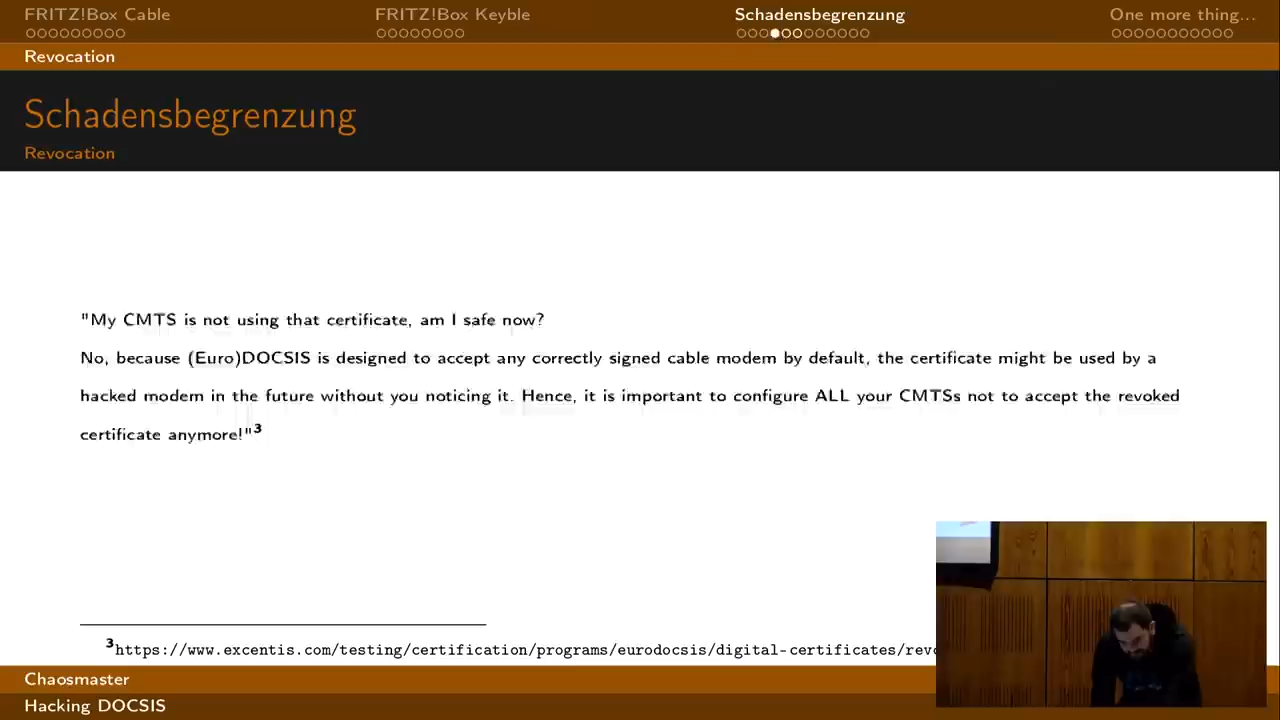 FRITZ!Box Cable FRITZ!Box Keyble Schadensbegrenzung One more thing...
Revocation
Schadensbegrenzung
Revocation
"My CMTS is not using that certificate, am I safe now?
No, because (Euro)DOCSIS is designed to accept any correctly signed cable modem by default, the certificate might be used by a
hacked modem in the future without you noticing it. Hence, it is important to configure ALL your CMTSs not to accept the revoked
certificate anymore!"3
3https://www.excentis.com/testing/certification/programs/eurodocsis/digital-certificates/rev
Chaosmaster
Hacking DOCSIS